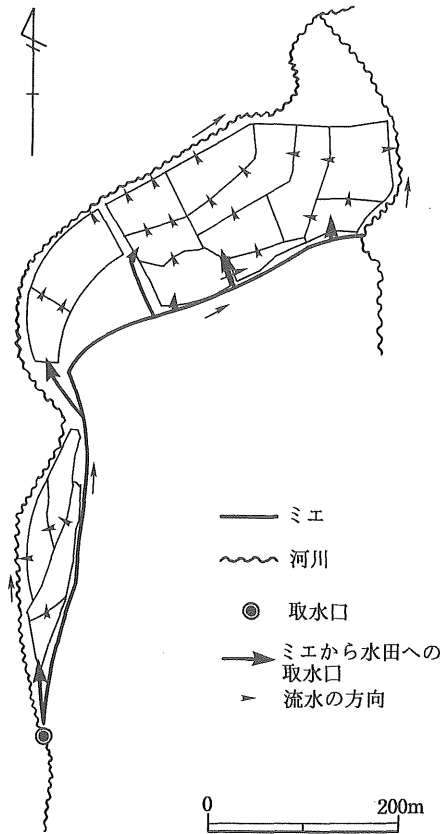 ミエ
河川
取水口
ミエから水田への
取水口
流水の方向
0
200m